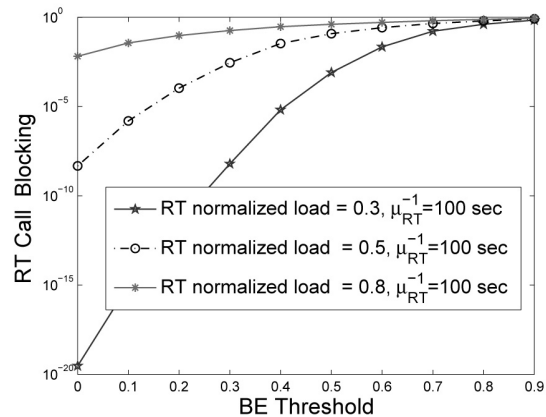 10^0
10^-5
10^-10
10^-15
10^-20
RT Call Blocking
RT normalized load = 0.3, μ_RT^-1=100 sec
RT normalized load = 0.5, μ_RT^-1=100 sec
RT normalized load = 0.8, μ_RT^-1=100 sec
0 0.1 0.2 0.3 0.4 0.5 0.6 0.7 0.8 0.9
BE Threshold